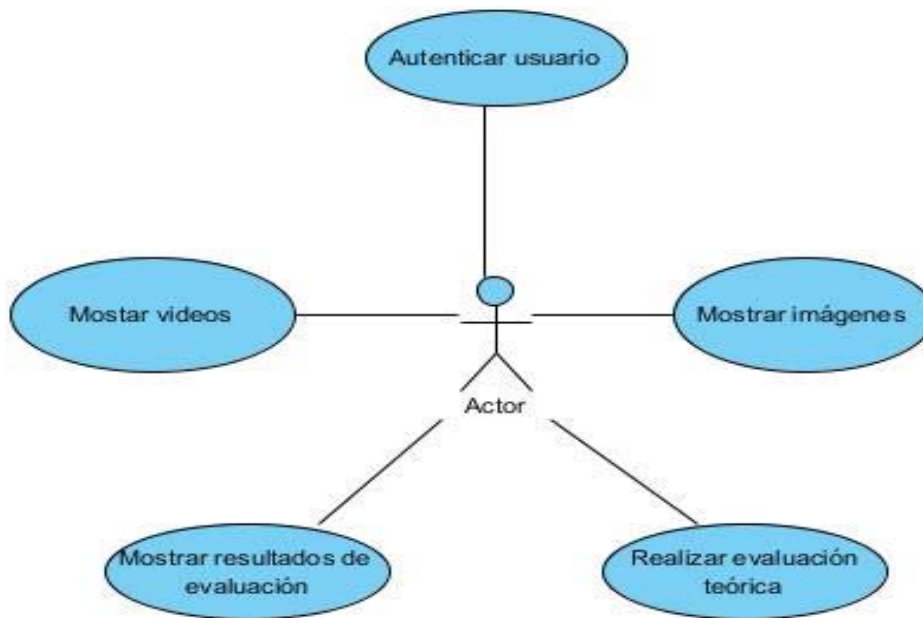 Autenticar usuario
Mostar videos
Mostrar imágenes
Actor
Mostrar resultados de
evaluación
Realizar evaluación
teórica